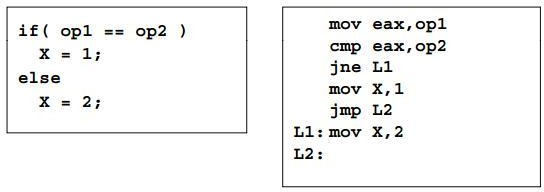 if( op1 == op2 )
  X = 1;
else
  X = 2;
   mov eax,op1
   cmp eax,op2
   jne L1
   mov X,1
   jmp L2
L1: mov X,2
L2: